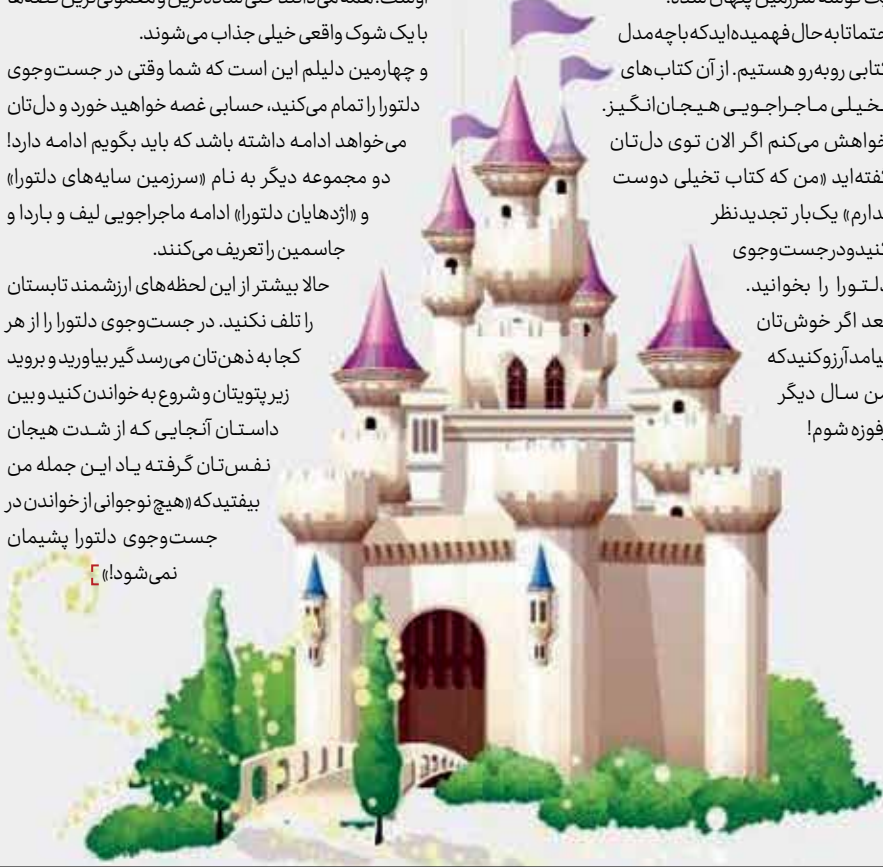 گوشه سرزمین پنهان شده.
حتما تا به حال فهمیده‌اید که با چه مدل
کتابی روبه‌رو هستیم. از آن کتاب‌های
تخیلی ماجراجویی هیجان‌انگیز.
خواهش می‌کنم اگر الان توی دل‌تان
گفته‌اید «من که کتاب تخیلی دوست
ندارم» یک‌بار تجدیدنظر
کنید و در جست‌وجوی
دلتورا را بخوانید.
بعد اگر خوش‌تان
نیامد آرزو کنید که
من سال دیگر
رفوزه شوم!
اوست. همه می‌دانند حتی ساده‌ترین و معمولی‌ترین قصه‌ها
با یک شوک واقعی خیلی جذاب می‌شوند.
و چهارمین دلیلم این است که شما وقتی در جست‌وجوی
دلتورا را تمام می‌کنید، حسابی غصه خواهید خورد و دل‌تان
می‌خواهد ادامه داشته باشد که باید بگویم ادامه دارد!
دو مجموعه دیگر به نام «سرزمین سایه‌های دلتورا»
و «اژدهایان دلتورا» ادامه ماجراجویی لیف و باردا و
جاسمین را تعریف می‌کنند.
حالا بیشتر از این لحظه‌های ارزشمند تابستان
را تلف نکنید. در جست‌وجوی دلتورا را از هر
کجا به ذهن‌تان می‌رسد گیر بیاورید و بروید
زیر پتویتان و شروع به خواندن کنید و بین
داستان آنجایی که از شدت هیجان
نفس‌تان گرفته یاد این جمله من
بیفتید که «هیچ نوجوانی از خواندن در
جست‌وجوی دلتورا پشیمان
نمی‌شود!»